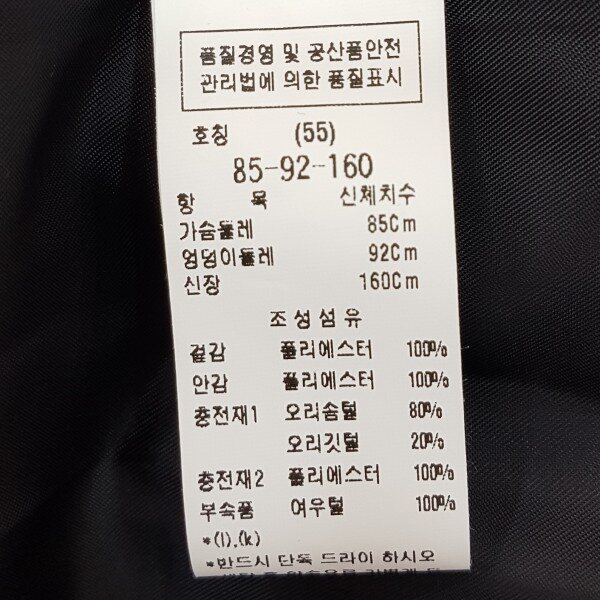 품질경영 및 공산품안전
관리법에 의한 품질표시
호칭 (55)
85-92-160
항 목 신체치수
가슴둘레 85Cm
엉덩이둘레 92Cm
신장 160Cm
조성섬유
겉감 폴리에스터 100%
안감 폴리에스터 100%
충전재1 오리솜털 80%
오리깃털 20%
충전재2 폴리에스터 100%
부속품 여우털 100%
*(l),(k)
*반드시 단독 드라이 하시오